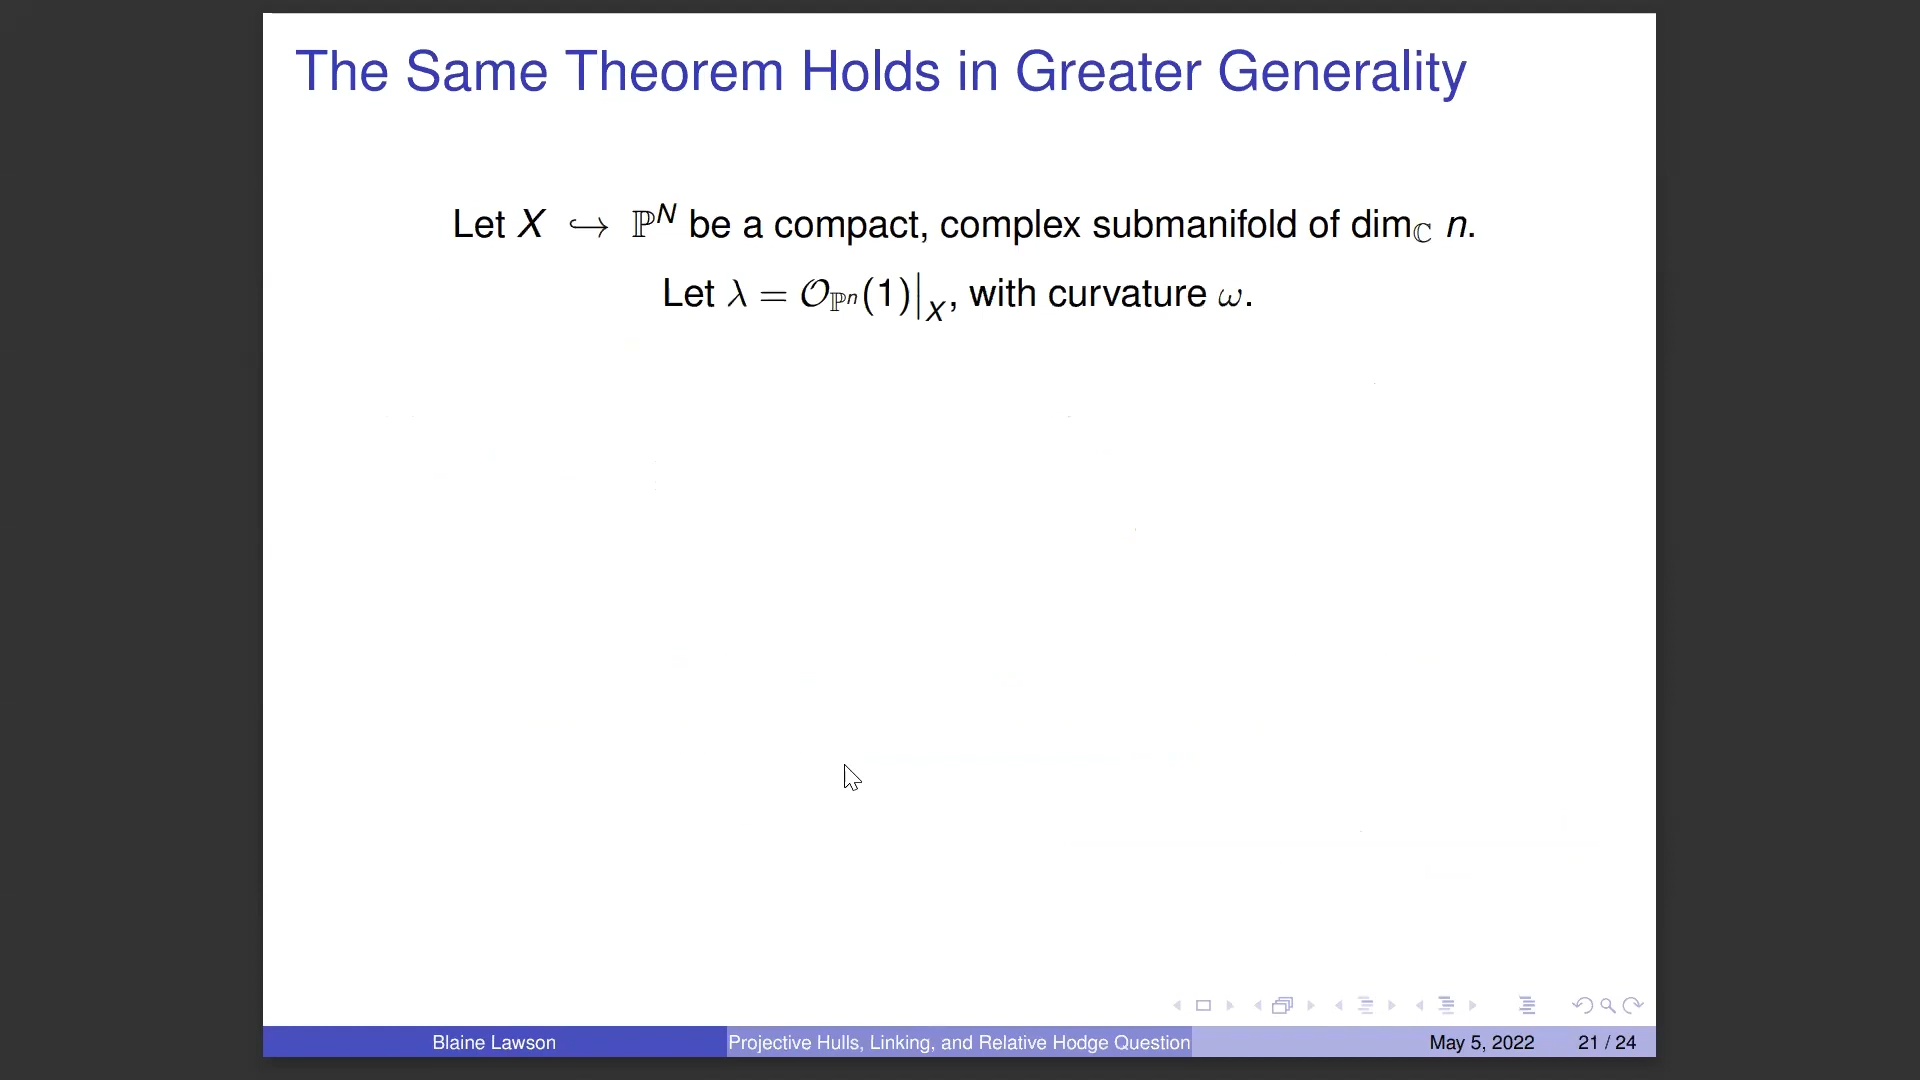 The Same Theorem Holds in Greater Generality
Let X ↪ ℙᴺ be a compact, complex submanifold of dim_ℂ n.
Let λ = 𝒪_{ℙⁿ}(1)|_X, with curvature ω.
Blaine Lawson
Projective Hulls, Linking, and Relative Hodge Question
May 5, 2022
21 / 24